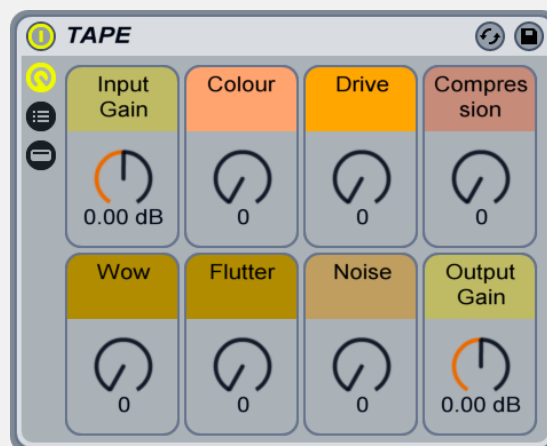 TAPE
Input Gain
Colour
Drive
Compres sion
0.00 dB
0
0
0
Wow
Flutter
Noise
Output Gain
0
0
0
0.00 dB